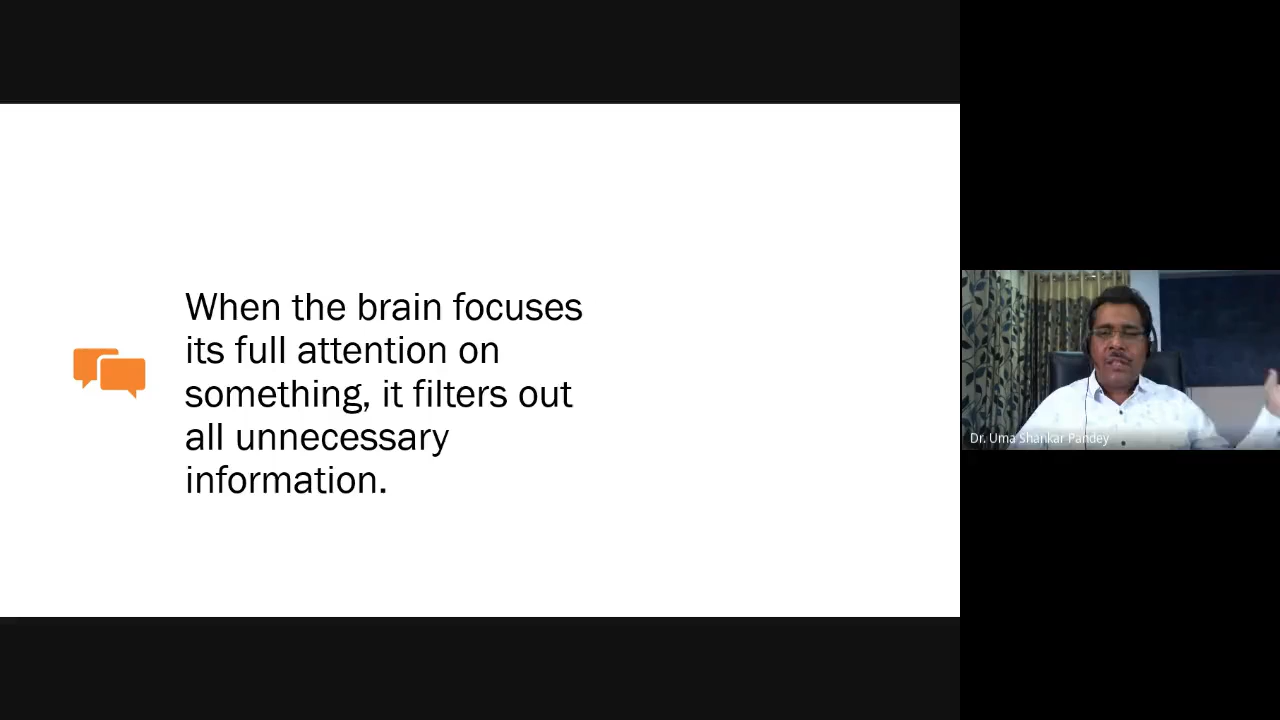 When the brain focuses
its full attention on
something, it filters out
all unnecessary
information.
Dr. Uma Shankar Pandey